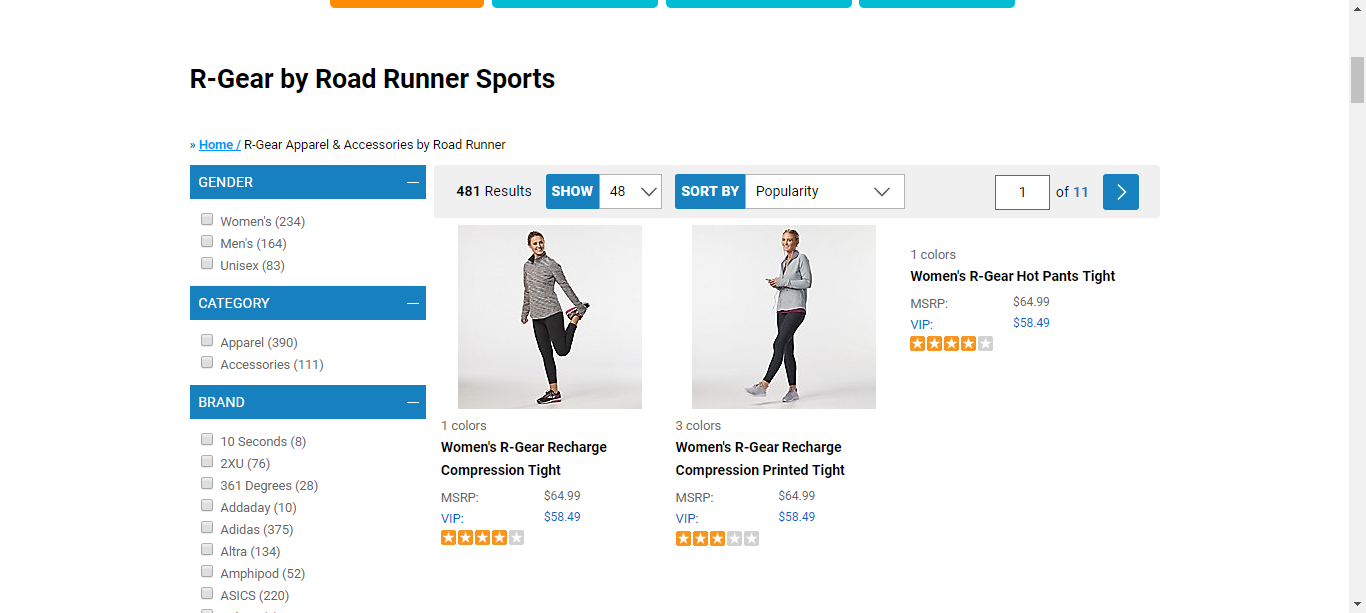 R-Gear by Road Runner Sports
» Home / R-Gear Apparel & Accessories by Road Runner
GENDER
Women's (234)
Men's (164)
Unisex (83)
CATEGORY
Apparel (390)
Accessories (111)
BRAND
10 Seconds (8)
2XU (76)
361 Degrees (28)
Addaday (10)
Adidas (375)
Altra (134)
Amphipod (52)
ASICS (220)
481 Results SHOW 48 SORT BY Popularity 1 of 11
1 colors
Women's R-Gear Recharge
Compression Tight
MSRP: $64.99
VIP: $58.49
3 colors
Women's R-Gear Recharge
Compression Printed Tight
MSRP: $64.99
VIP: $58.49
1 colors
Women's R-Gear Hot Pants Tight
MSRP: $64.99
VIP: $58.49